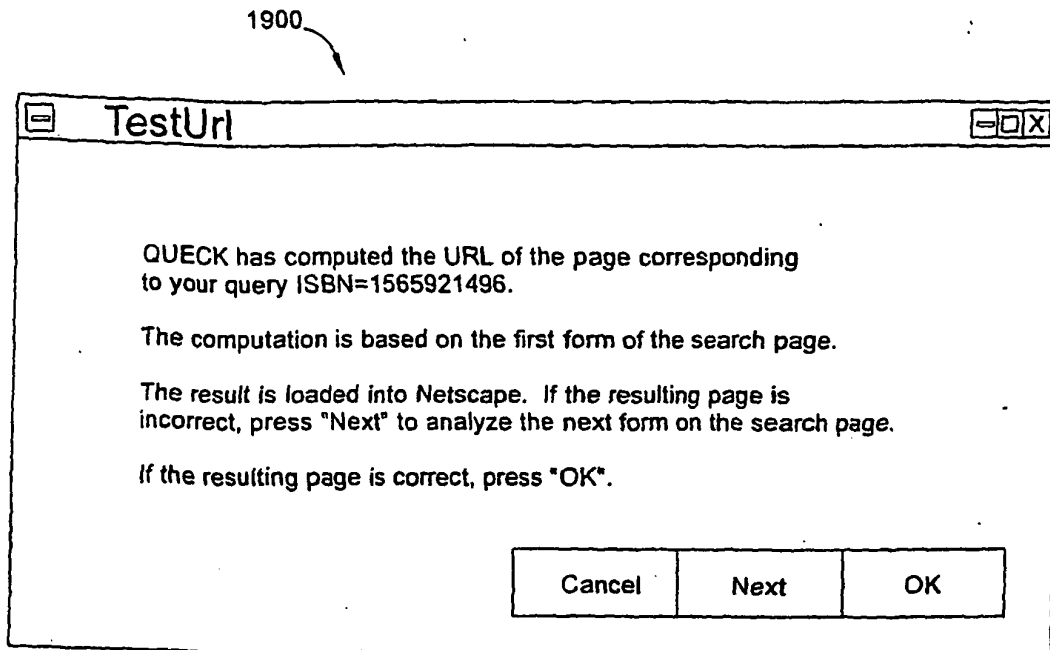 1900
TestUrl
QUECK has computed the URL of the page corresponding
to your query ISBN=1565921496.
The computation is based on the first form of the search page.
The result is loaded into Netscape. If the resulting page is
incorrect, press "Next" to analyze the next form on the search page.
If the resulting page is correct, press "OK".
Cancel Next OK